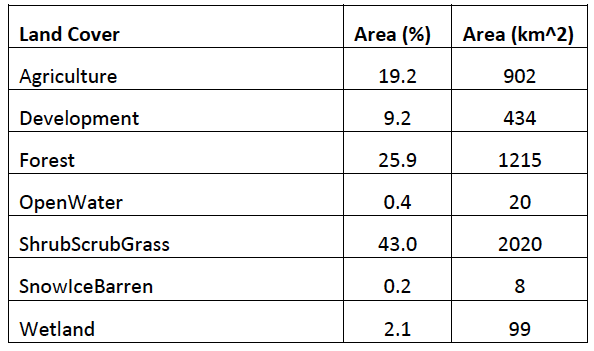 Land Cover Area (%) Area (km^2)
Agriculture 19.2 902
Development 9.2 434
Forest 25.9 1215
OpenWater 0.4 20
ShrubScrubGrass 43.0 2020
SnowIceBarren 0.2 8
Wetland 2.1 99